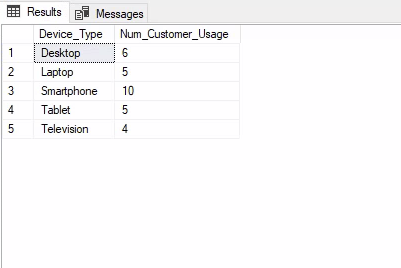 Results Messages
Device_Type Num_Customer_Usage
1 Desktop 6
2 Laptop 5
3 Smartphone 10
4 Tablet 5
5 Television 4